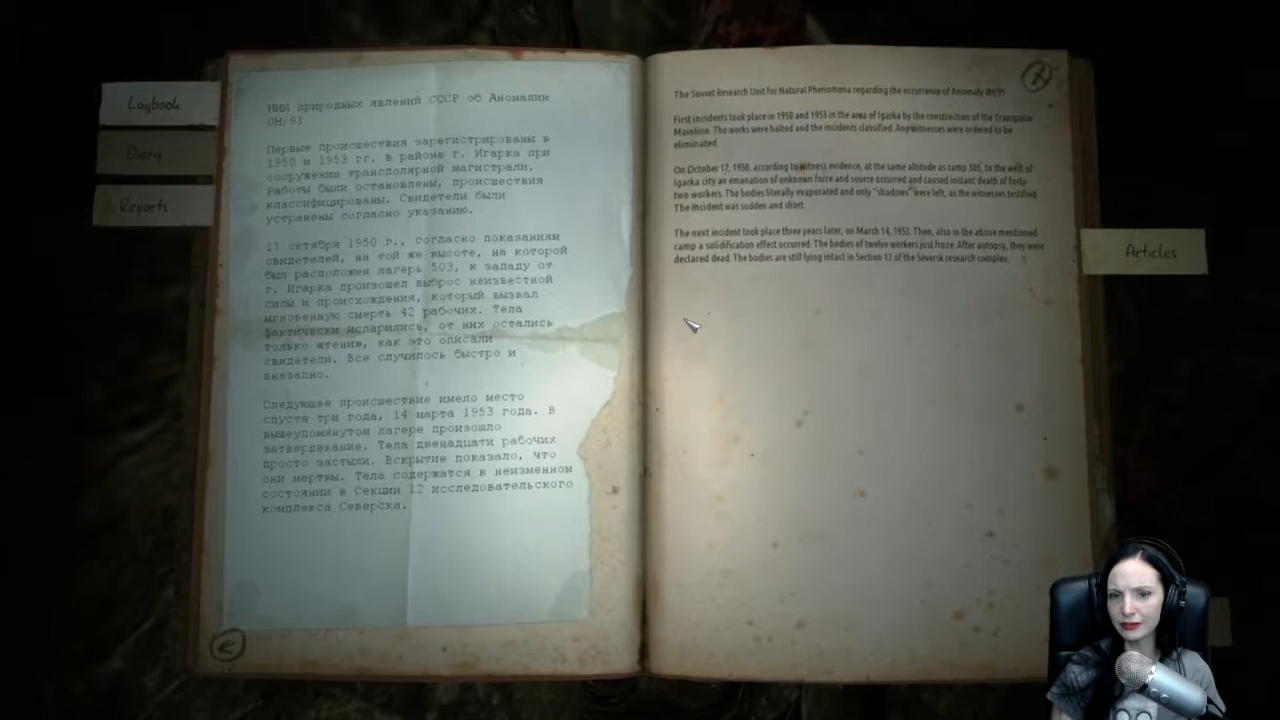 Logbook
Diary
Reports
НИИ природных явлений СССР об Аномалии
ОН/91
Первые происшествия зарегистрированы в
1950 и 1953 гг. в районе г. Игарка при
сооружении трансполярной магистрали.
Работы были остановлены, происшествия
классифицированы. Свидетели были
устранены согласно указанию.
17 октября 1950 г., согласно показаниям
свидетелей, на той же высоте, на которой
был расположен лагерь 503, к западу от
г. Игарка произошел выброс неизвестной
силы и происхождения, который вызвал
мгновенную смерть 42 рабочих. Тела
фактически испарились, от них остались
только «тени», как это описали
свидетели. Все случилось быстро и
внезапно.
Следующее происшествие имело место
спустя три года, 14 марта 1953 года. В
вышеупомянутом лагере произошло
затвердевание. Тела двенадцати рабочих
просто застыли. Вскрытие показало, что
они мертвы. Тела содержатся в неизменном
состоянии в Секции 12 исследовательского
комплекса Северска.
The Soviet Research Unit for Natural Phenomena regarding the occurrence of Anomaly 0H/91
First incidents took place in 1950 and 1953 in the area of Igarka by the construction of the Transpolar
Mainline. The works were halted and the incidents classified. Any witnesses were ordered to be
eliminated.
On October 17, 1950, according to witness evidence, at the same altitude as camp 503, to the west of
Igarka city an emanation of unknown force and source occurred and caused instant death of forty-
two workers. The bodies literally evaporated and only "shadows" were left, as the witnesses testified.
The incident was sudden and short.
The next incident took place three years later, on March 14, 1953. Then, also in the above mentioned
camp a solidification effect occurred. The bodies of twelve workers just froze. After autopsy, they were
declared dead. The bodies are still lying intact in Section 12 of the Seversk research complex.
Articles